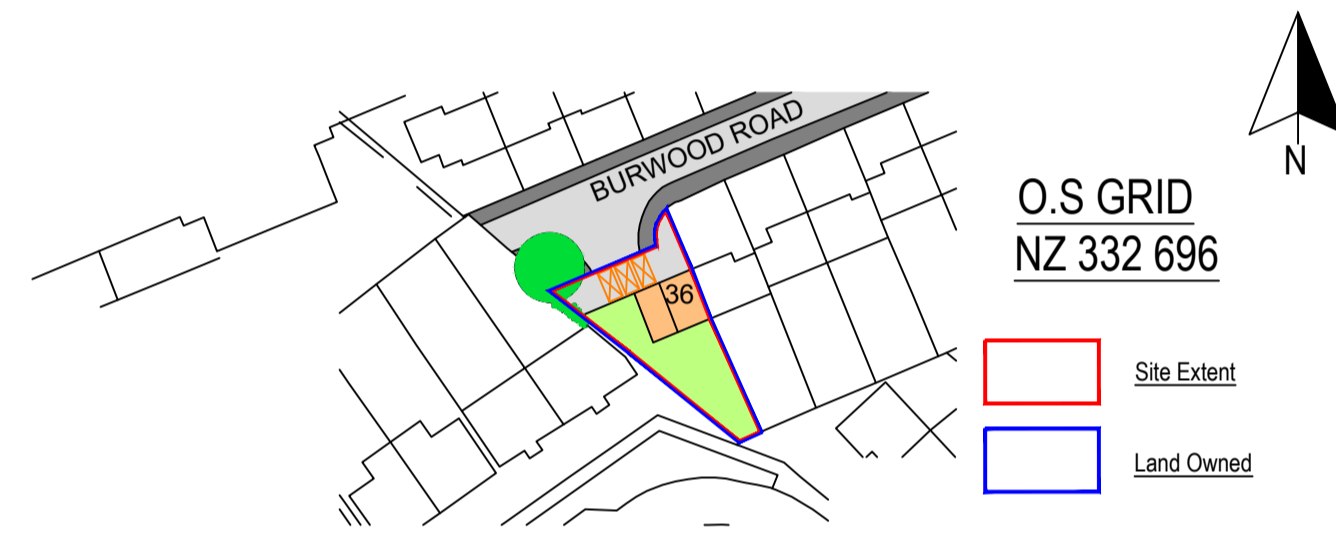 BURWOOD ROAD
36
N
O.S GRID
NZ 332 696
Site Extent
Land Owned